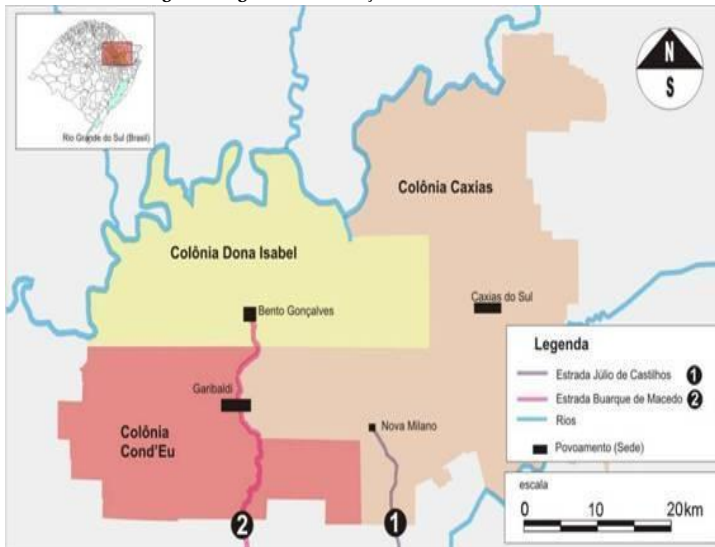 Rio Grande do Sul (Brasil)
N
S
Colônia Caxias
Colônia Dona Isabel
Bento Gonçalves
Caxias do Sul
Garibaldi
Colônia
Cond'Eu
Nova Milano
2
1
Legenda
Estrada Júlio de Castilhos 1
Estrada Buarque de Macedo 2
Rios
Povoamento (Sede)
escala
0 10 20 km